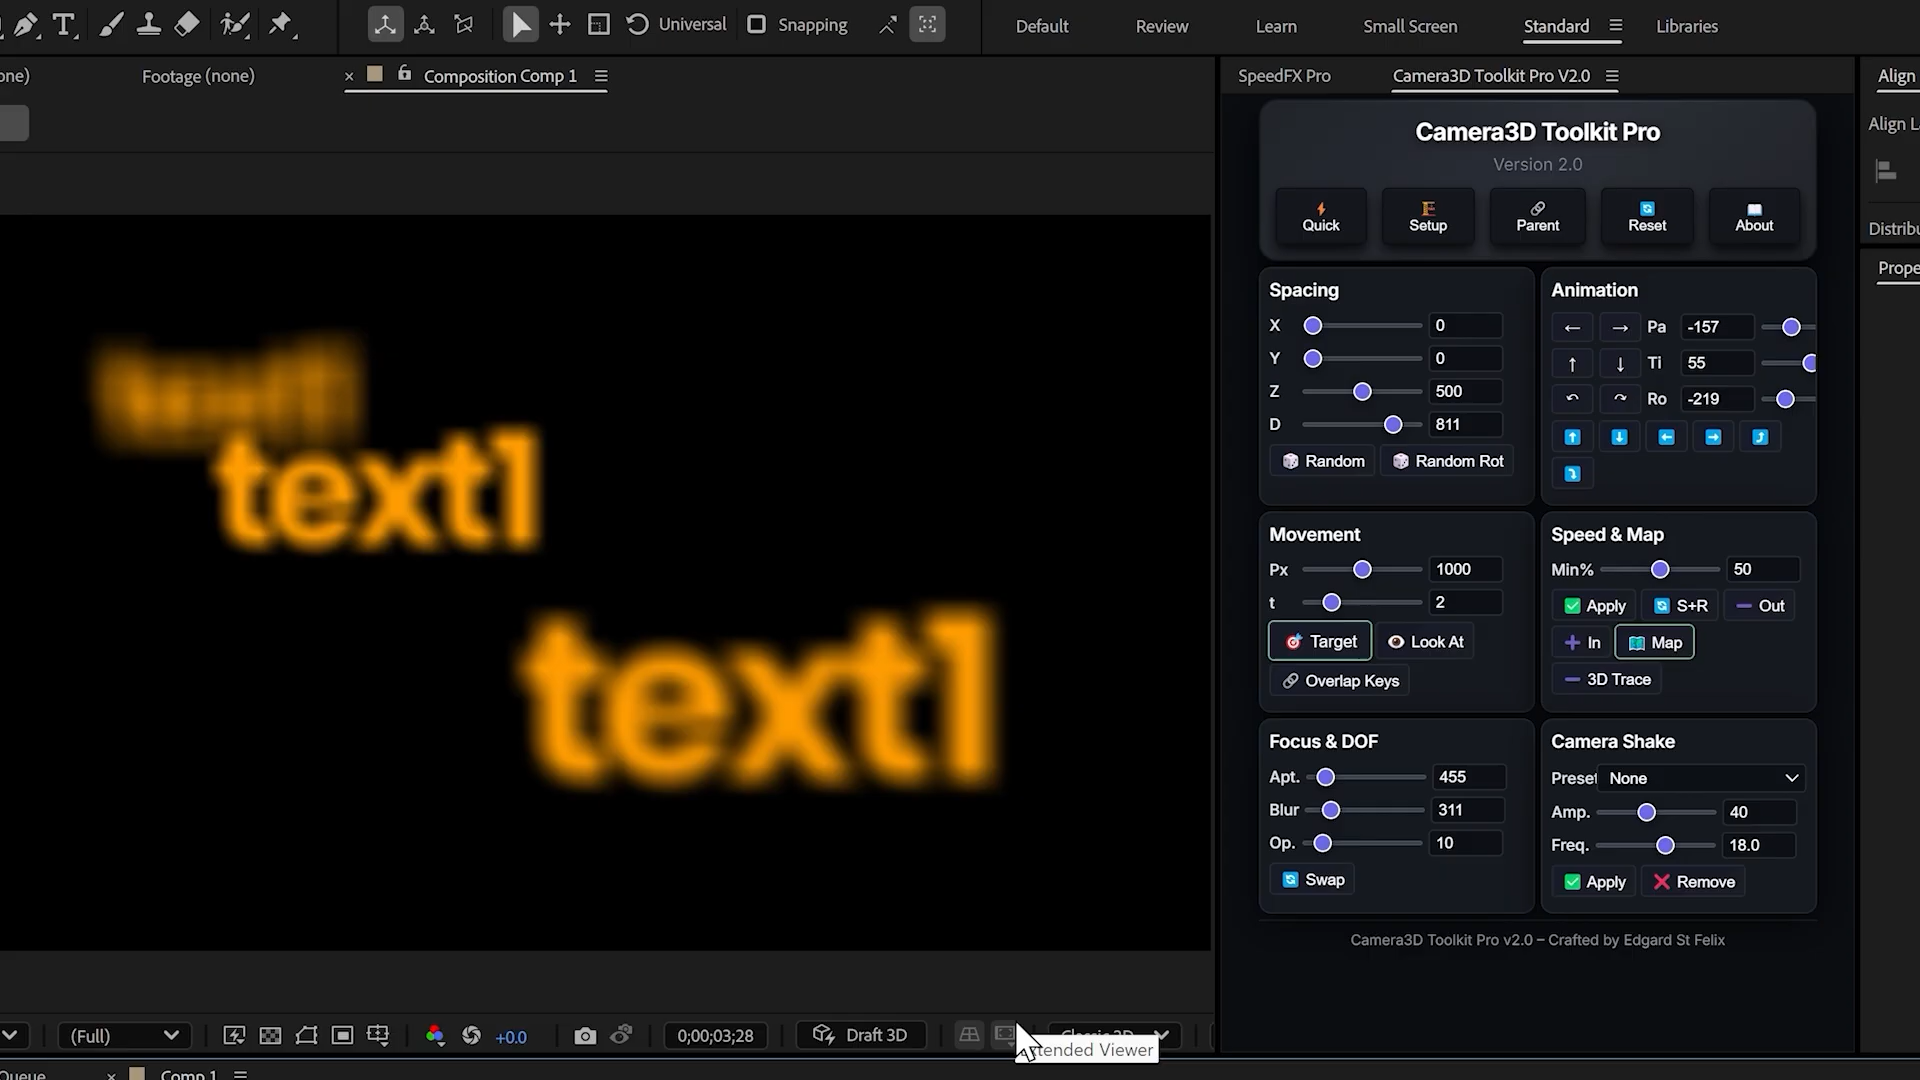 Universal
Snapping
Default
Review
Learn
Small Screen
Standard
Libraries
one)
Footage (none)
× Composition Comp 1
SpeedFX Pro
Camera3D Toolkit Pro V2.0
Align
Align L
Distribu
Prope
Camera3D Toolkit Pro
Version 2.0
Quick
Setup
Parent
Reset
About
Spacing
X 0
Y 0
Z 500
D 811
Random
Random Rot
Animation
← → Pa -157
↑ ↓ Ti 55
Ro -219
Movement
Px 1000
t 2
Target
Look At
Overlap Keys
Speed & Map
Min% 50
Apply
S+R
Out
In
Map
3D Trace
Focus & DOF
Apt. 455
Blur 311
Op. 10
Swap
Camera Shake
Preset None
Amp. 40
Freq. 18.0
Apply
Remove
Camera3D Toolkit Pro v2.0 – Crafted by Edgard St Felix
text1
text1
(Full)
+0.0
0;00;03;28
Draft 3D
Classic 3D
tended Viewer
Queue
× Comp 1